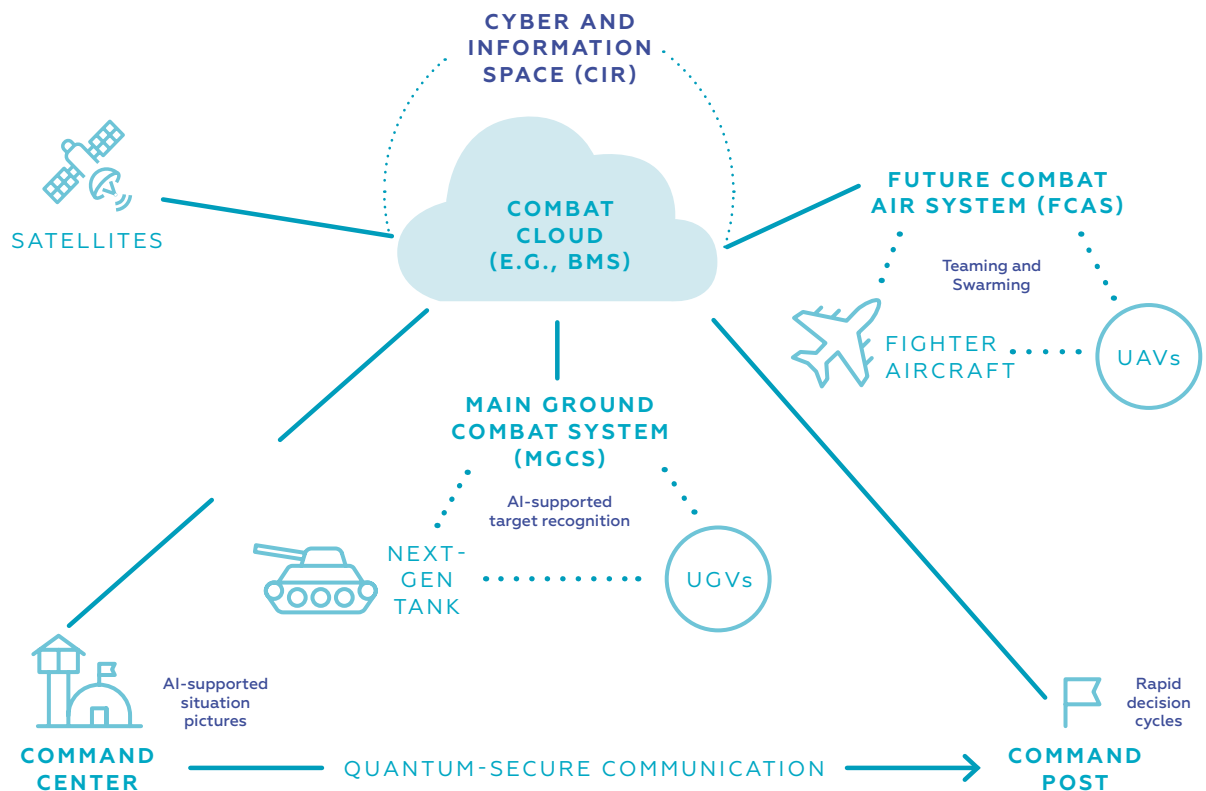 CYBER AND
INFORMATION
SPACE (CIR)
SATELLITES
COMBAT
CLOUD
(E.G., BMS)
FUTURE COMBAT
AIR SYSTEM (FCAS)
Teaming and
Swarming
FIGHTER
AIRCRAFT
UAVs
MAIN GROUND
COMBAT SYSTEM
(MGCS)
AI-supported
target recognition
NEXT-
GEN
TANK
UGVs
AI-supported
situation
pictures
COMMAND
CENTER
QUANTUM-SECURE COMMUNICATION
Rapid
decision
cycles
COMMAND
POST